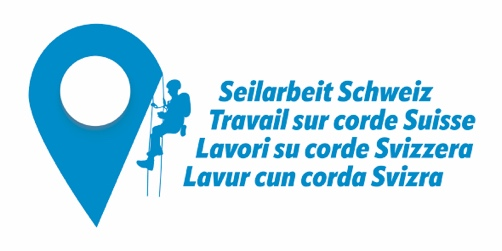 Seilarbeit Schweiz
Travail sur corde Suisse
Lavori su corde Svizzera
Lavur cun corda Svizra